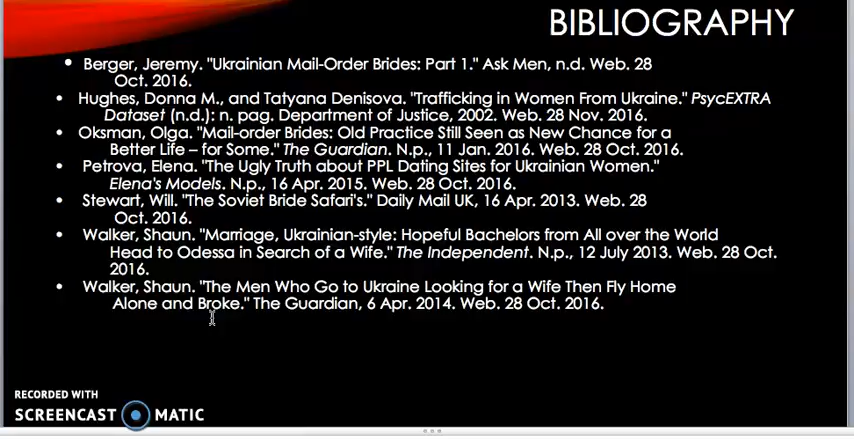 BIBLIOGRAPHY
• Berger, Jeremy. "Ukrainian Mail-Order Brides: Part 1." Ask Men, n.d. Web. 28
Oct. 2016.
• Hughes, Donna M., and Tatyana Denisova. "Trafficking in Women From Ukraine." PsycEXTRA
Dataset (n.d.): n. pag. Department of Justice, 2002. Web. 28 Nov. 2016.
• Oksman, Olga. "Mail-order Brides: Old Practice Still Seen as New Chance for a
Better Life – for Some." The Guardian. N.p., 11 Jan. 2016. Web. 28 Oct. 2016.
• Petrova, Elena. "The Ugly Truth about PPL Dating Sites for Ukrainian Women."
Elena's Models. N.p., 16 Apr. 2015. Web. 28 Oct. 2016.
• Stewart, Will. "The Soviet Bride Safari's." Daily Mail UK, 16 Apr. 2013. Web. 28
Oct. 2016.
• Walker, Shaun. "Marriage, Ukrainian-style: Hopeful Bachelors from All over the World
Head to Odessa in Search of a Wife." The Independent. N.p., 12 July 2013. Web. 28 Oct.
2016.
• Walker, Shaun. "The Men Who Go to Ukraine Looking for a Wife Then Fly Home
Alone and Broke." The Guardian, 6 Apr. 2014. Web. 28 Oct. 2016.
RECORDED WITH
SCREENCAST MATIC